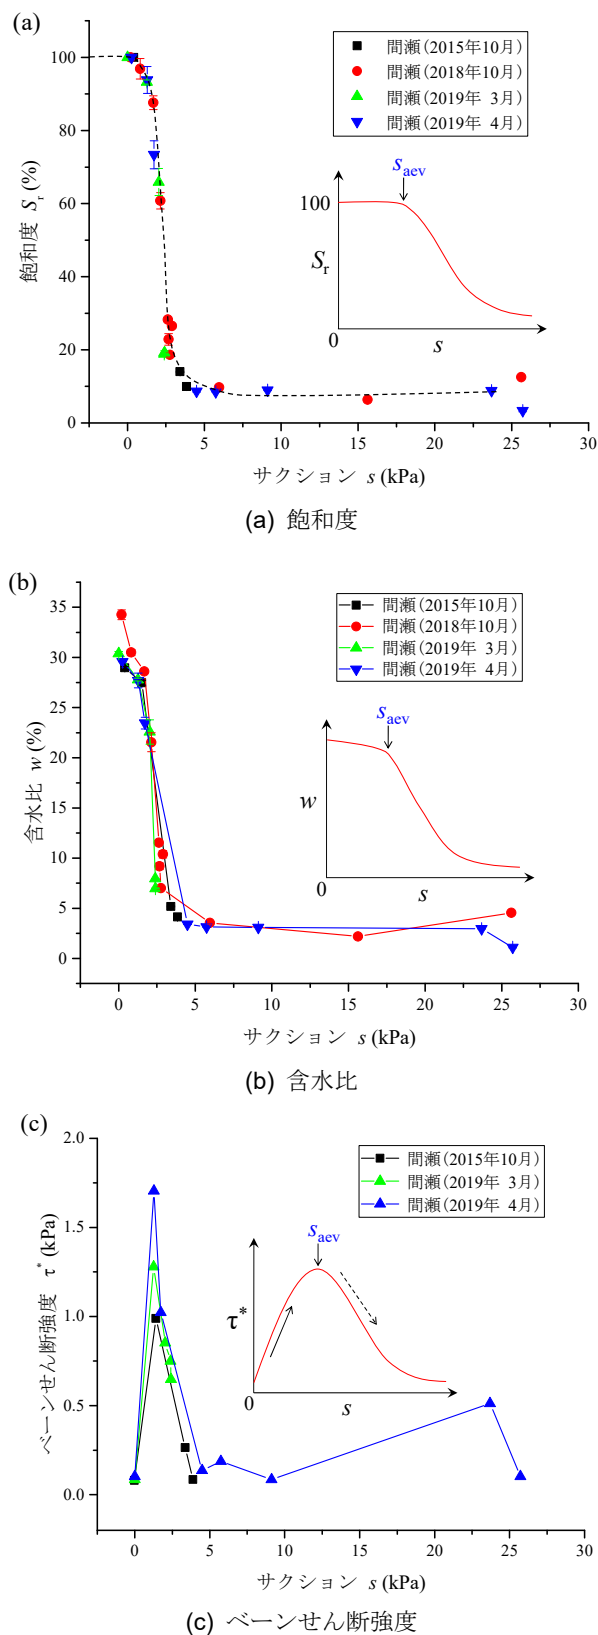 (a)
間瀬(2015年10月)
間瀬(2018年10月)
間瀬(2019年 3月)
間瀬(2019年 4月)
100
80
60
40
20
0
飽和度 Sr (%)
saev
100
Sr
0
s
0 5 10 15 20 25 30
サクション s (kPa)
(a) 飽和度
(b)
間瀬(2015年10月)
間瀬(2018年10月)
間瀬(2019年 3月)
間瀬(2019年 4月)
35
30
25
20
15
10
5
0
含水比 w (%)
saev
w
0
s
0 5 10 15 20 25 30
サクション s (kPa)
(b) 含水比
(c)
間瀬(2015年10月)
間瀬(2019年 3月)
間瀬(2019年 4月)
2.0
1.5
1.0
0.5
0.0
ベーンせん断強度 τ* (kPa)
saev
τ*
0
s
0 5 10 15 20 25 30
サクション s (kPa)
(c) ベーンせん断強度